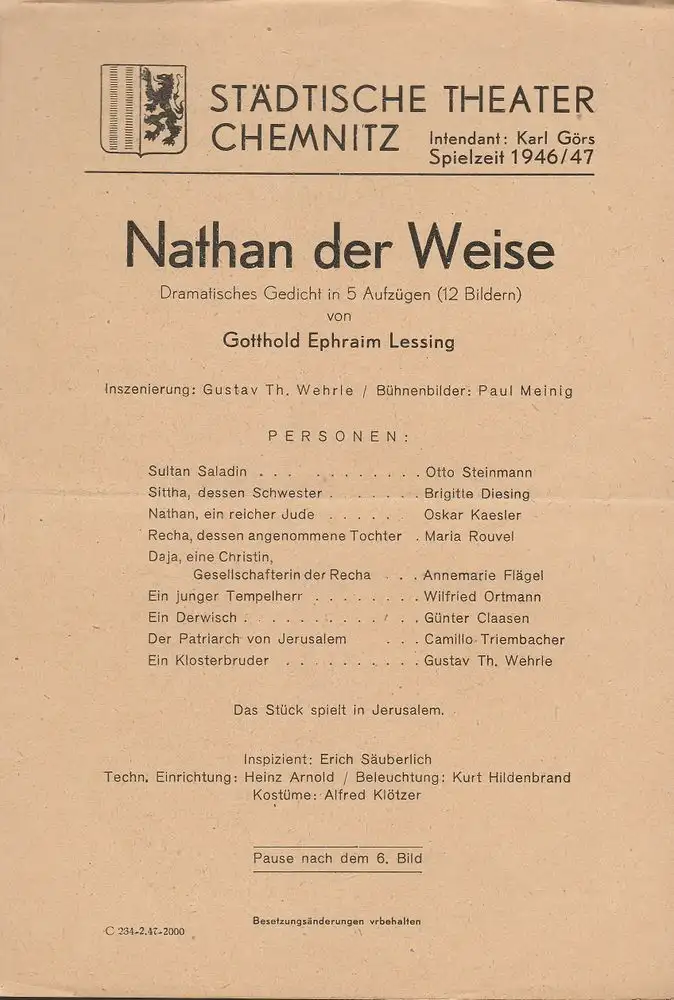 STÄDTISCHE THEATER
CHEMNITZ Intendant: Karl Görs
Spielzeit 1946/47
Nathan der Weise
Dramatisches Gedicht in 5 Aufzügen (12 Bildern)
von
Gotthold Ephraim Lessing
Inszenierung: Gustav Th. Wehrle / Bühnenbilder: Paul Meinig
PERSONEN:
Sultan Saladin . . . . . . . . . . . . Otto Steinmann
Sittha, dessen Schwester . . . . . . . Brigitte Diesing
Nathan, ein reicher Jude . . . . . . Oskar Kaesler
Recha, dessen angenommene Tochter . Maria Rouvel
Daja, eine Christin,
Gesellschafterin der Recha . . . Annemarie Flägel
Ein junger Tempelherr . . . . . . . . Wilfried Ortmann
Ein Derwisch . . . . . . . . . . . . . Günter Claasen
Der Patriarch von Jerusalem . . . Camillo Triembacher
Ein Klosterbruder . . . . . . . . . . Gustav Th. Wehrle
Das Stück spielt in Jerusalem.
Inspizient: Erich Säuberlich
Techn. Einrichtung: Heinz Arnold / Beleuchtung: Kurt Hildenbrand
Kostüme: Alfred Klötzer
Pause nach dem 6. Bild
Besetzungsänderungen vrbehalten
C 234-2.47-2000